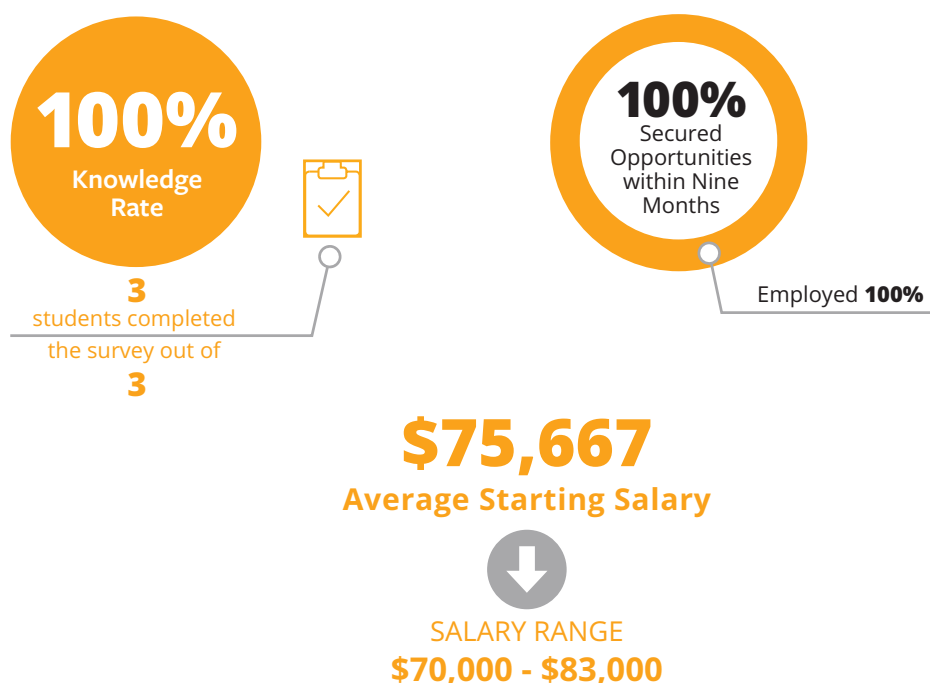 100%
Knowledge
Rate
3
students completed
the survey out of
3
100%
Secured
Opportunities
within Nine
Months
Employed 100%
$75,667
Average Starting Salary
SALARY RANGE
$70,000 - $83,000